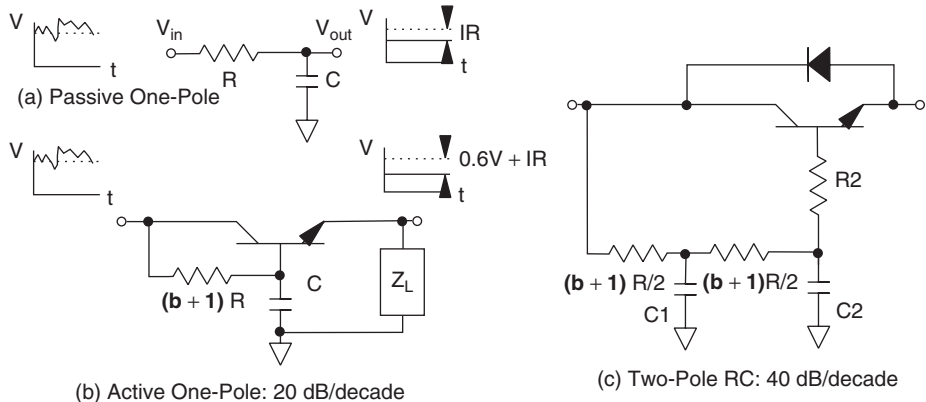 V
t
V_in
V_out
R
C
V
t
IR
(a) Passive One-Pole
V
t
V
t
0.6V + IR
(b + 1) R
C
Z_L
(b) Active One-Pole: 20 dB/decade
R2
(b + 1) R/2
(b + 1)R/2
C1
C2
(c) Two-Pole RC: 40 dB/decade